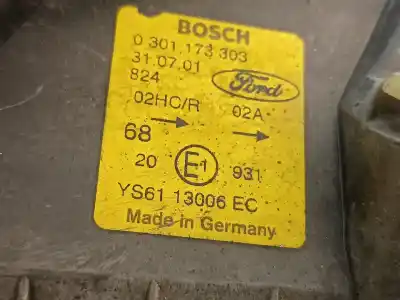 BOSCH
0 301 173 303
31.07.01
824
Ford
02HC/R 02A
68
20 E1 931
YS61 13006 EC
Made in Germany